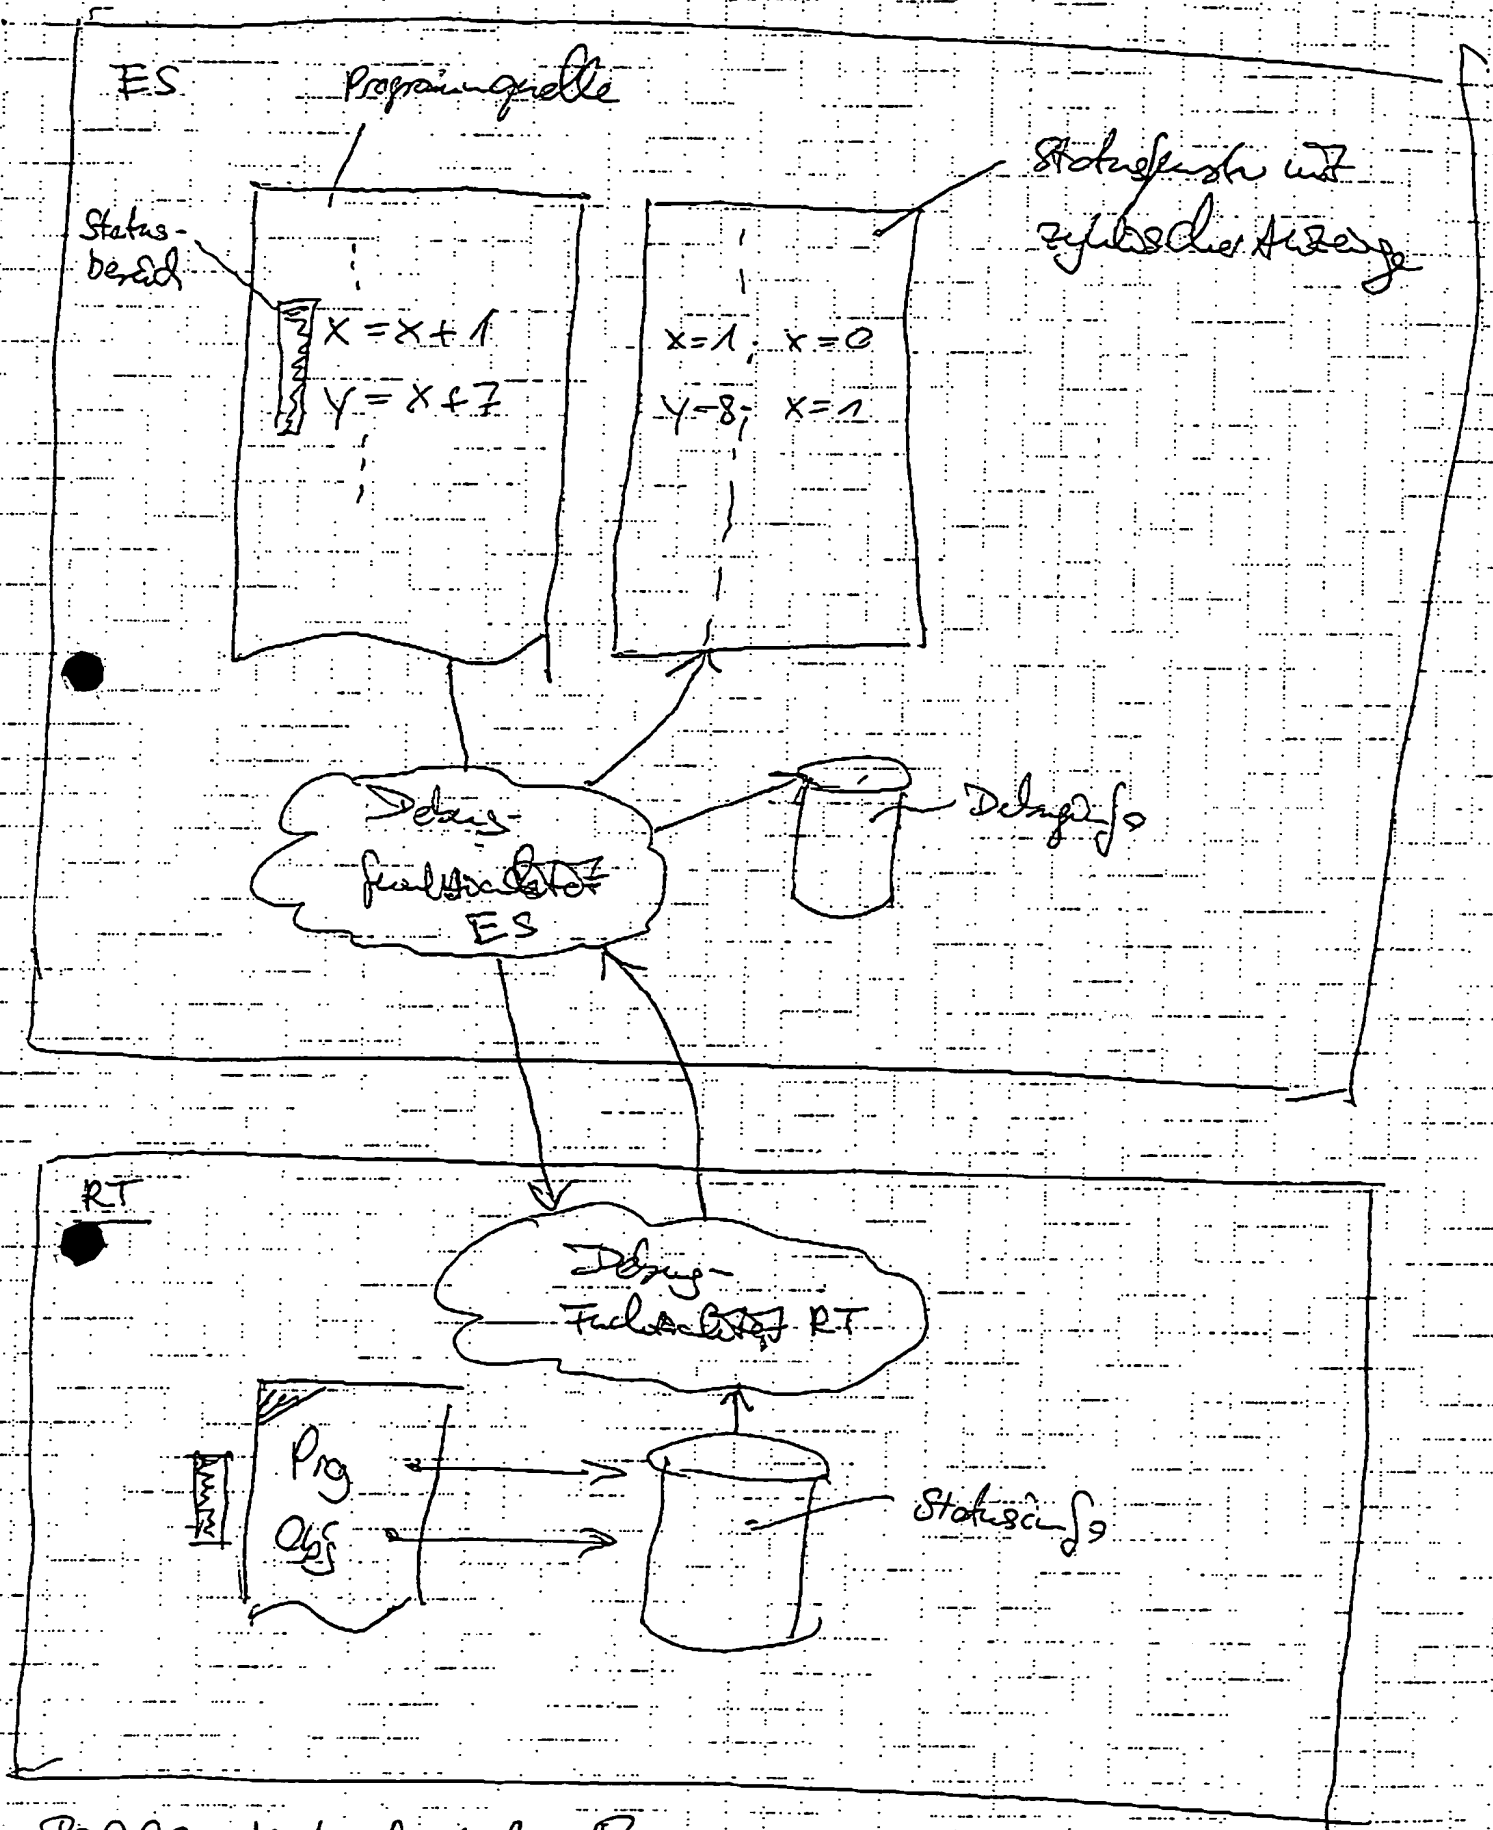 ES
Programmquelle
Statusfenster mit
zyklischer Anzeige
Status-
bereich
X = X + 1
Y = X + 7
X = 1; X = 0
Y = 8; X = 1
Debug-
funktionalität
ES
Debuginfo
RT
Debug-
Funktionalität RT
Prog
Obj
Statusinfo